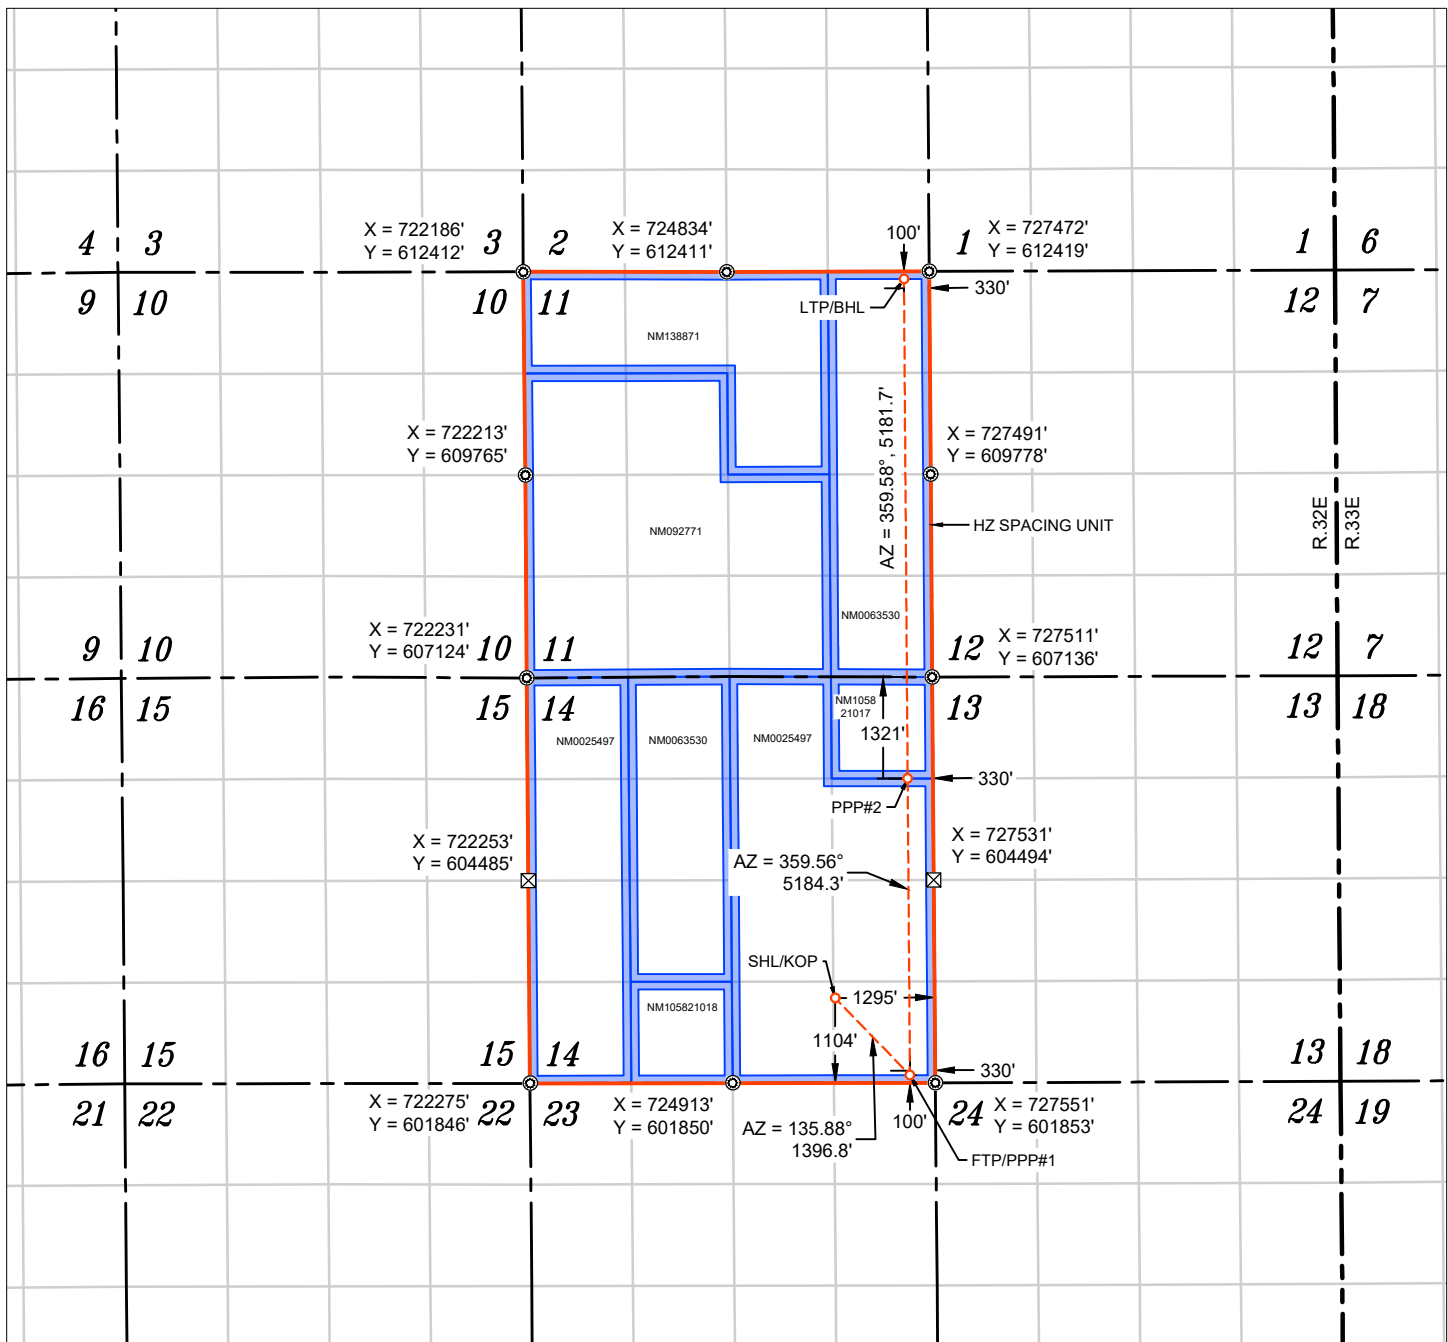 X = 722186'
Y = 612412'
3 2
X = 724834'
Y = 612411'
100'
1
X = 727472'
Y = 612419'
4 3
1 6
9 10
10 11
330'
12 7
LTP/BHL
NM138871
AZ = 359.58°, 5181.7'
X = 722213'
Y = 609765'
X = 727491'
Y = 609778'
HZ SPACING UNIT
R.32E
R.33E
NM092771
NM0063530
X = 722231'
Y = 607124'
10 11
12
X = 727511'
Y = 607136'
9 10
12 7
16 15
15 14
13
13 18
NM1058
21017
1321'
NM0025497
NM0063530
NM0025497
330'
PPP#2
X = 722253'
Y = 604485'
X = 727531'
Y = 604494'
AZ = 359.56°
5184.3'
SHL/KOP
1295'
NM105821018
1104'
16 15
15 14
13 18
330'
21 22
X = 722275'
Y = 601846'
22 23
X = 724913'
Y = 601850'
100'
24
X = 727551'
Y = 601853'
24 19
AZ = 135.88°
1396.8'
FTP/PPP#1